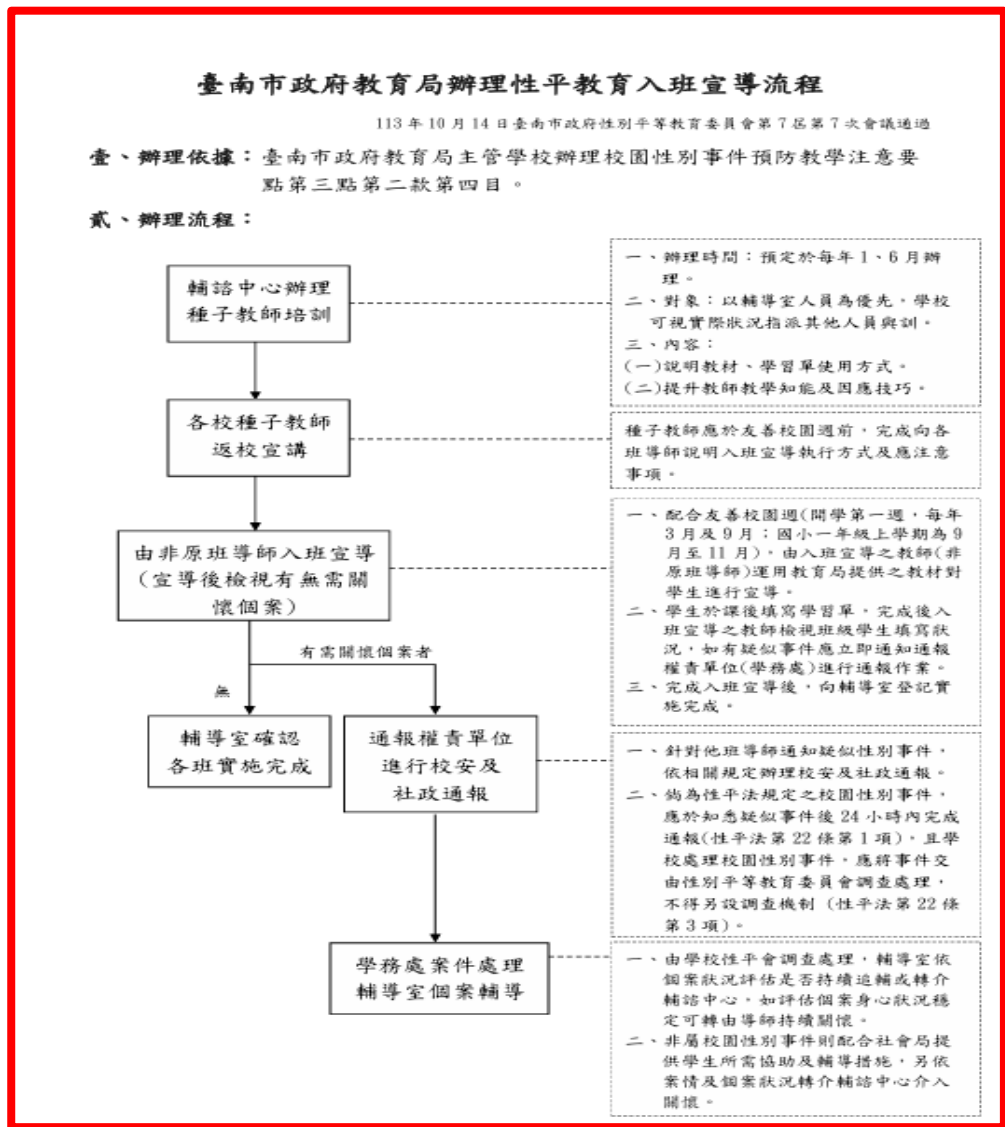 臺南市政府教育局辦理性平教育入班宣導流程
113 年 10 月 14 日臺南市政府性別平等教育委員會第 7 屆第 7 次會議通過
壹、辦理依據：臺南市政府教育局主管學校辦理校園性別事件預防教學注意要
點第三點第二款第四目。
貳、辦理流程：
輔諮中心辦理
種子教師培訓
一、辦理時間：預定於每年 1、6 月辦
理。
二、對象：以輔導室人員為優先，學校
可視實際狀況指派其他人員與訓。
三、內容：
(一)說明教材、學習單使用方式。
(二)提升教師教學知能及因應技巧。
各校種子教師
返校宣講
種子教師應於友善校園週前，完成向各
班導師說明入班宣導執行方式及應注意
事項。
由非原班導師入班宣導
(宣導後檢視有無需關
懷個案)
一、配合友善校園週(開學第一週，每年
3 月及 9 月；國小一年級上學期為 9
月至 11 月)，由入班宣導之教師(非
原班導師)運用教育局提供之教材對
學生進行宣導。
二、學生於課後填寫學習單，完成後入
班宣導之教師檢視班級學生填寫狀
況，如有疑似事件應立即通知通報
權責單位(學務處)進行通報作業。
三、完成入班宣導後，向輔導室登記實
施完成。
有需關懷個案者
無
輔導室確認
各班實施完成
通報權責單位
進行校安及
社政通報
一、針對他班導師通知疑似性別事件，
依相關規定辦理校安及社政通報。
二、倘為性平法規定之校園性別事件，
應於知悉疑似事件後 24 小時內完成
通報(性平法第 22 條第 1 項)，且學
校處理校園性別事件，應將事件交
由性別平等教育委員會調查處理，
不得另設調查機制 (性平法第 22 條
第 3 項)。
學務處案件處理
輔導室個案輔導
一、由學校性平會調查處理，輔導室依
個案狀況評估是否持續追輔或轉介
輔諮中心，如評估個案身心狀況穩
定可轉由導師持續關懷。
二、非屬校園性別事件則配合社會局提
供學生所需協助及輔導措施，另依
案情及個案狀況轉介輔諮中心介入
關懷。